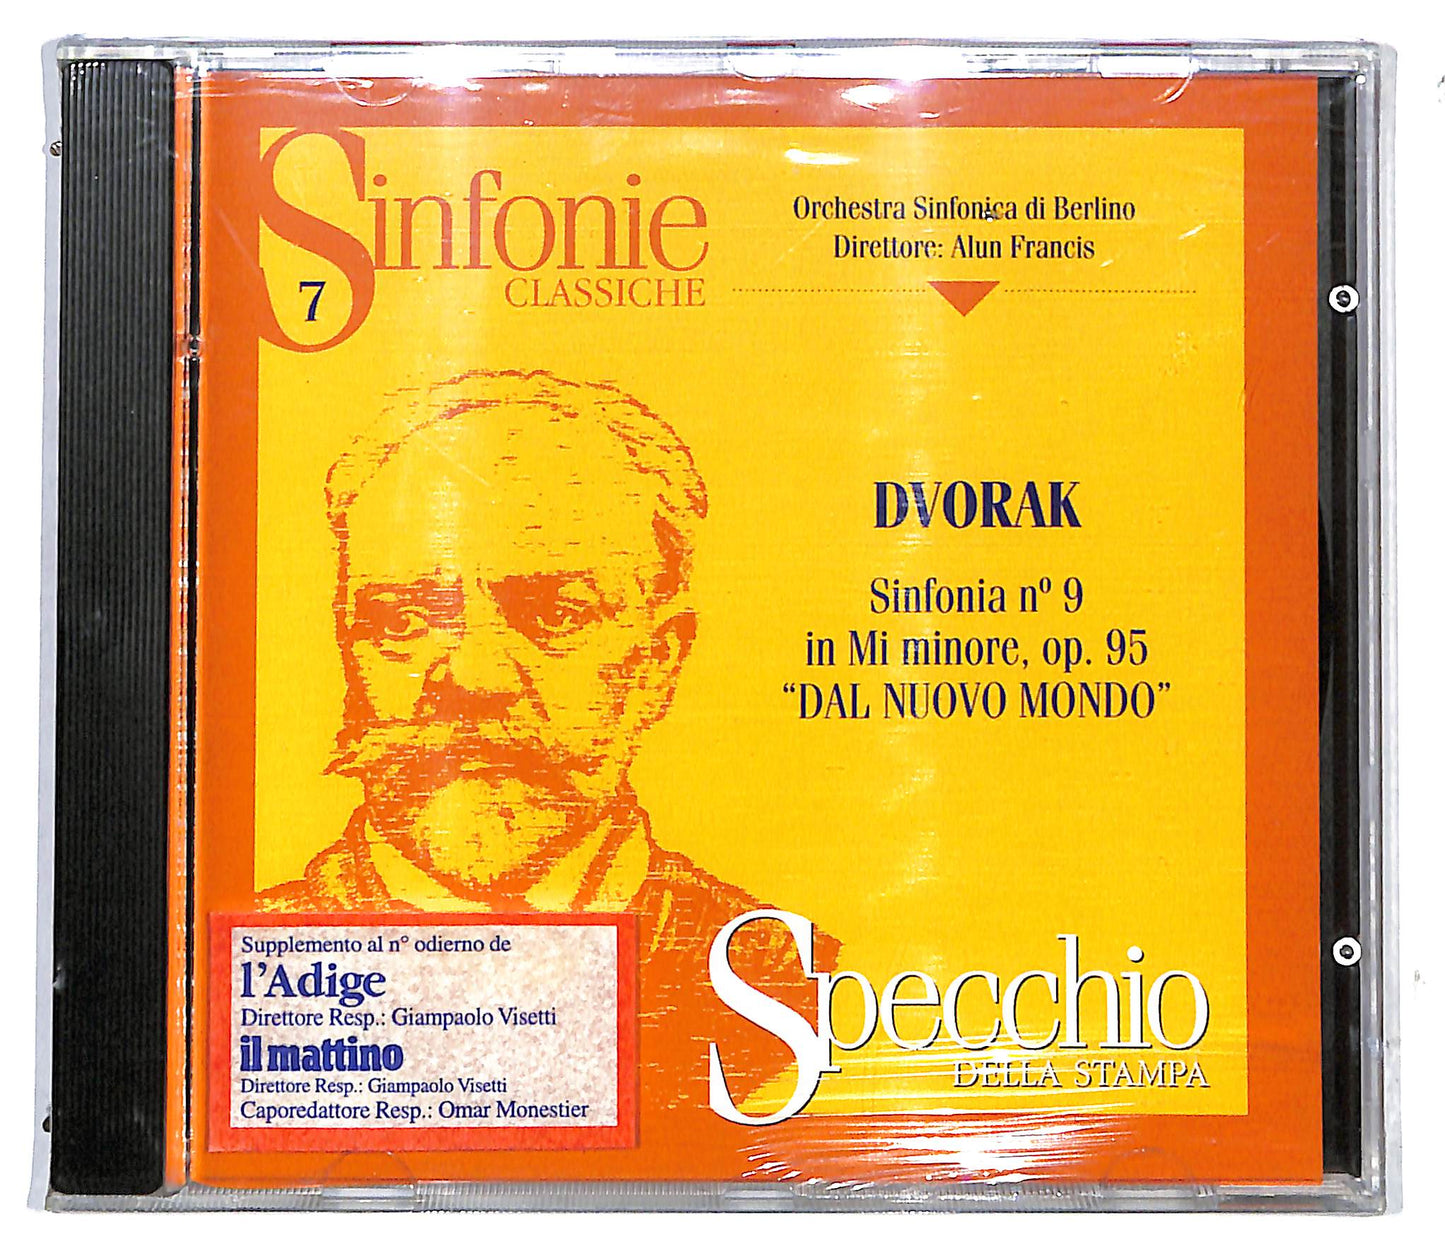 Sinfonie
CLASSICHE
7
Orchestra Sinfonica di Berlino
Direttore: Alun Francis
DVORAK
Sinfonia nº 9
in Mi minore, op. 95
“DAL NUOVO MONDO”
Supplemento al n° odierno de
l'Adige
Direttore Resp.: Giampaolo Visetti
il mattino
Direttore Resp.: Giampaolo Visetti
Caporedattore Resp.: Omar Monestier
Specchio
DELLA STAMPA